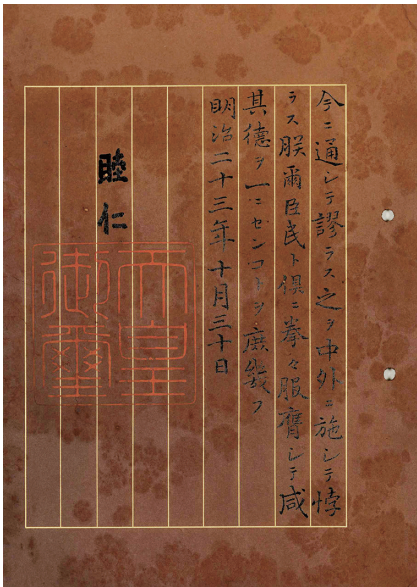 今ニ通シテ謬ラス之ヲ中外ニ施シテ悖
ラス朕爾臣民ト俱ニ拳々服膺シテ咸
其德ヲ一ニセンコトヲ庶幾フ
明治二十三年十月三十日
睦仁
天皇
御璽